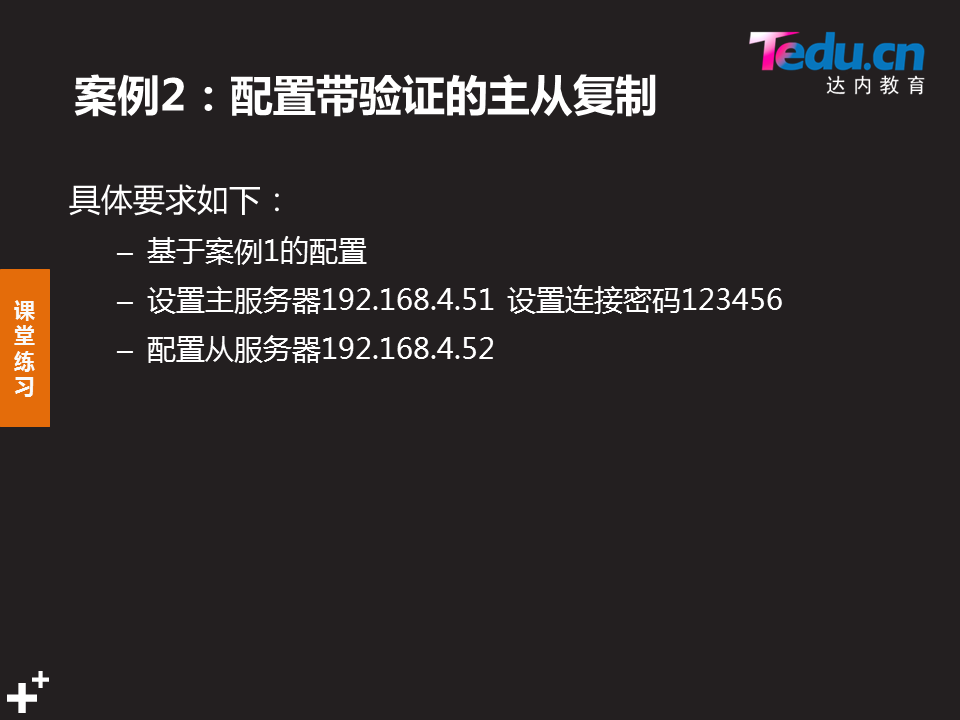 Tedu.cn
达内教育
案例2：配置带验证的主从复制
具体要求如下：
– 基于案例1的配置
– 设置主服务器192.168.4.51 设置连接密码123456
– 配置从服务器192.168.4.52
课堂练习